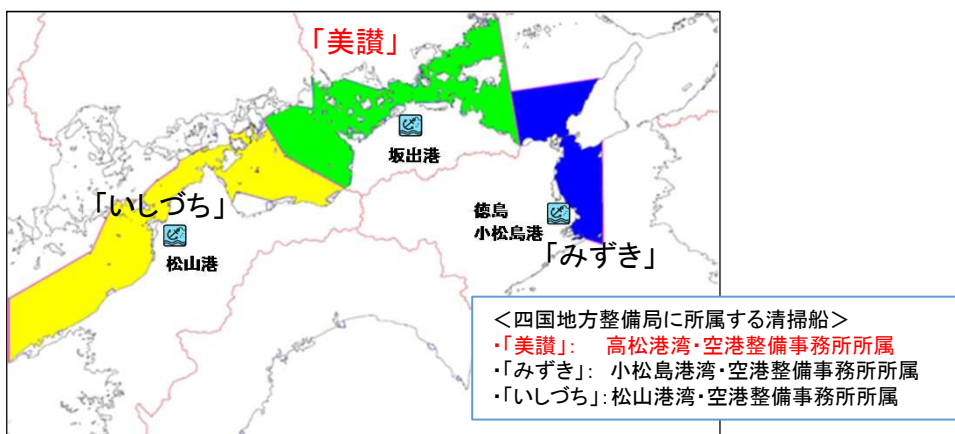 「美讃」
坂出港
「いしづち」
松山港
徳島
小松島港
「みずき」
＜四国地方整備局に所属する清掃船＞
・「美讃」：　高松港湾・空港整備事務所所属
・「みずき」：小松島港湾・空港整備事務所所属
・「いしづち」：松山港湾・空港整備事務所所属